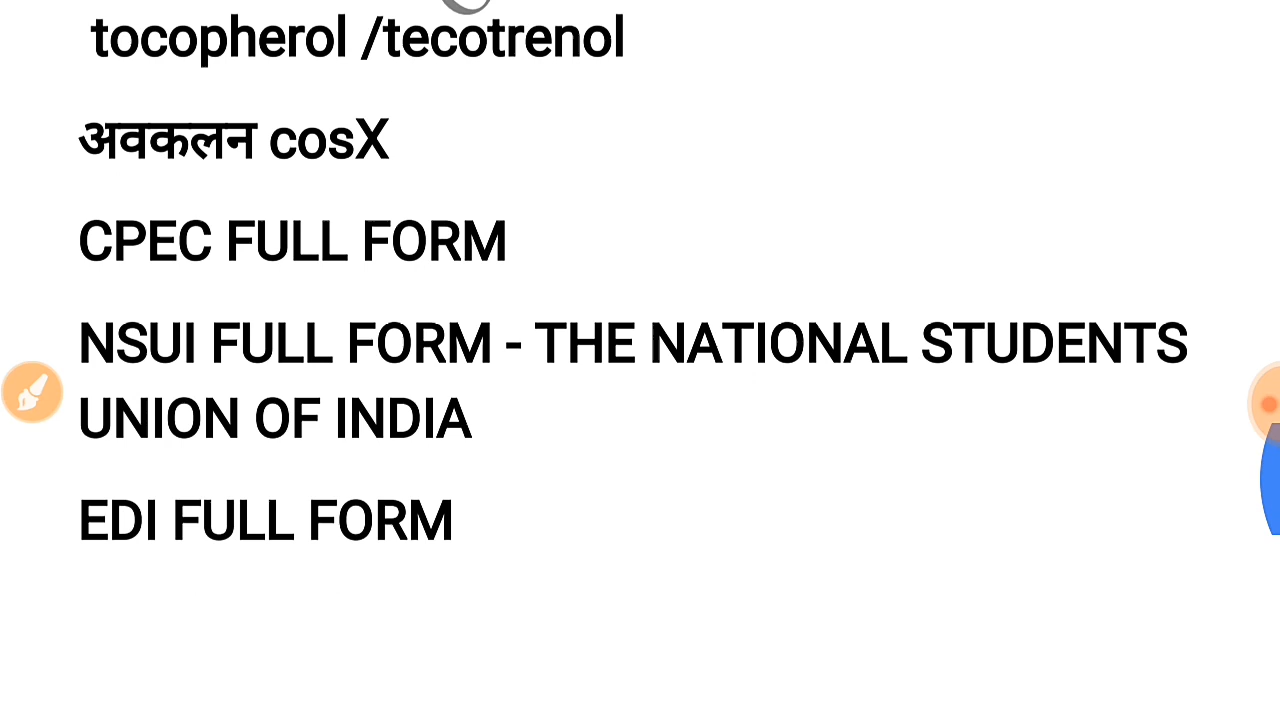 tocopherol /tecotrenol
अवकलन cosX
CPEC FULL FORM
NSUI FULL FORM - THE NATIONAL STUDENTS
UNION OF INDIA
EDI FULL FORM